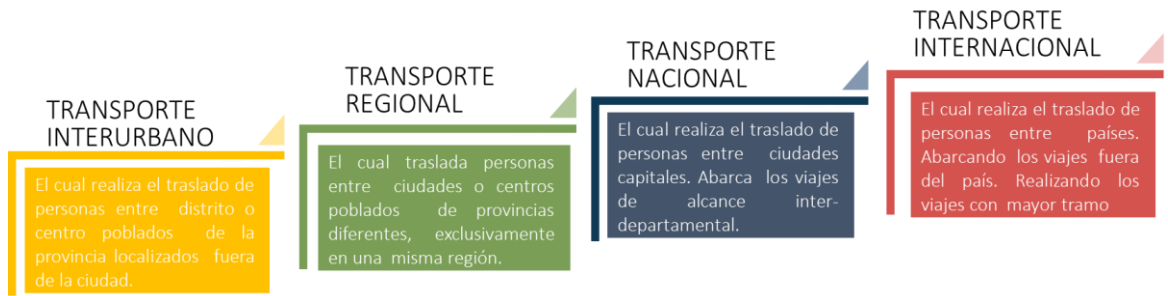 TRANSPORTE
INTERURBANO
El cual realiza el traslado de
personas entre distrito o
centro poblados de la
provincia localizados fuera
de la ciudad.
TRANSPORTE
REGIONAL
El cual traslada personas
entre ciudades o centros
poblados de provincias
diferentes, exclusivamente
en una misma región.
TRANSPORTE
NACIONAL
El cual realiza el traslado de
personas entre ciudades
capitales. Abarca los viajes
de alcance inter-
departamental.
TRANSPORTE
INTERNACIONAL
El cual realiza el traslado de
personas entre países.
Abarcando los viajes fuera
del país. Realizando los
viajes con mayor tramo